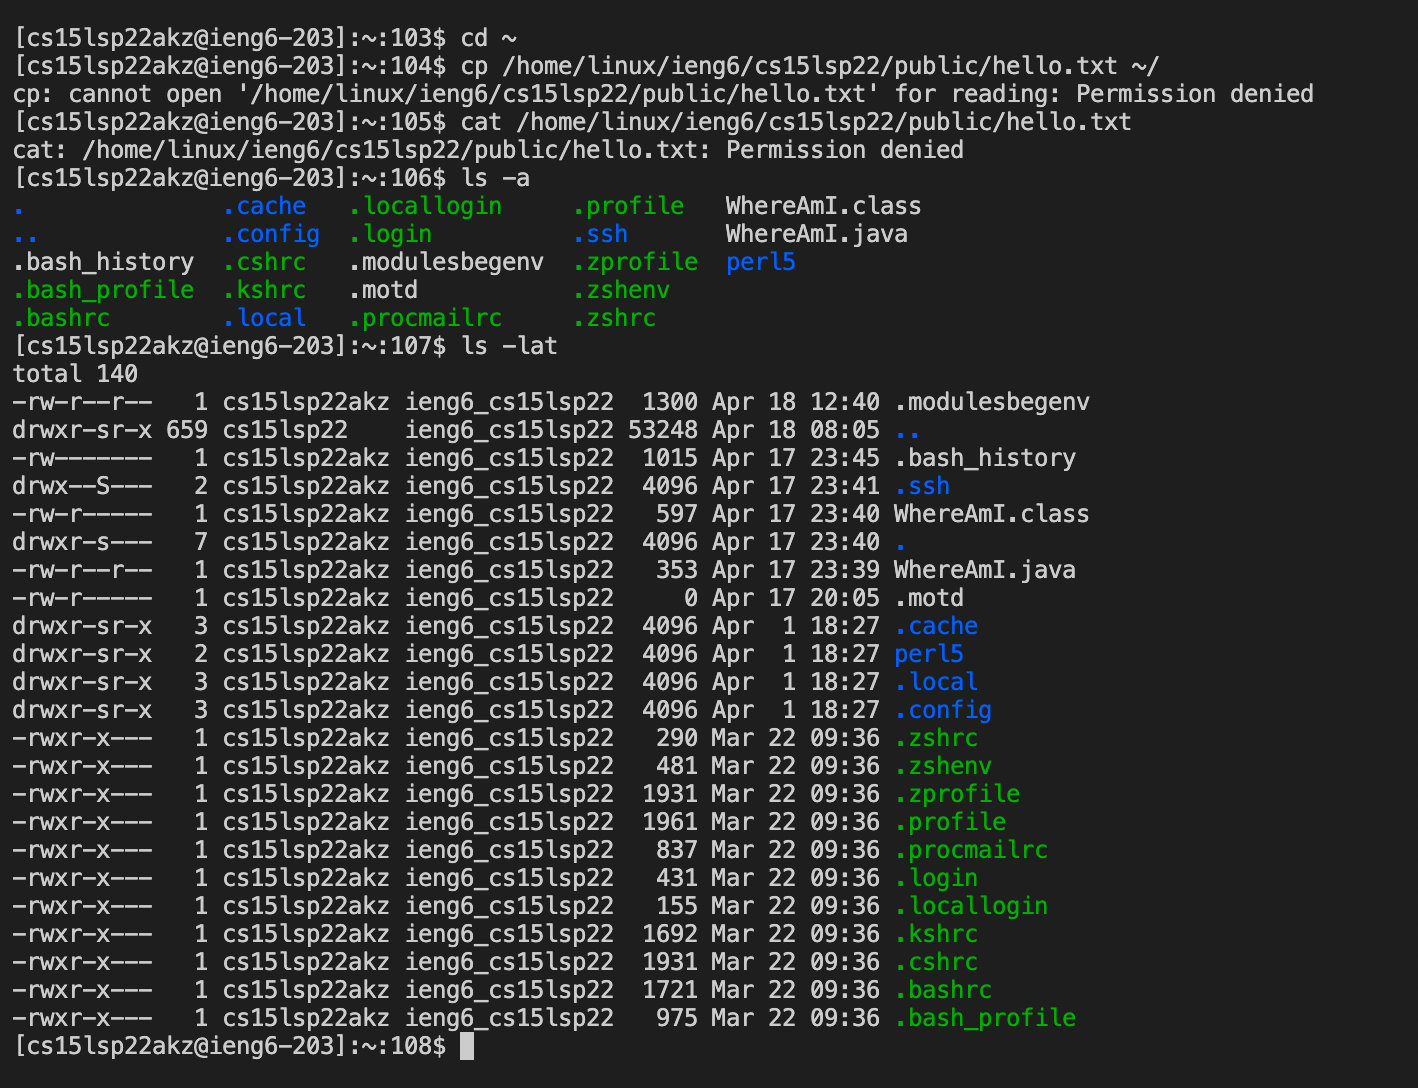 [cs15lsp22akz@ieng6-203]:~:103$ cd ~
[cs15lsp22akz@ieng6-203]:~:104$ cp /home/linux/ieng6/cs15lsp22/public/hello.txt ~/
cp: cannot open '/home/linux/ieng6/cs15lsp22/public/hello.txt' for reading: Permission denied
[cs15lsp22akz@ieng6-203]:~:105$ cat /home/linux/ieng6/cs15lsp22/public/hello.txt
cat: /home/linux/ieng6/cs15lsp22/public/hello.txt: Permission denied
[cs15lsp22akz@ieng6-203]:~:106$ ls -a
.               .cache   .locallogin      .profile   WhereAmI.class
..              .config  .login           .ssh       WhereAmI.java
.bash_history   .cshrc   .modulesbegenv   .zprofile  perl5
.bash_profile   .kshrc   .motd            .zshenv
.bashrc         .local   .procmailrc      .zshrc
[cs15lsp22akz@ieng6-203]:~:107$ ls -lat
total 140
-rw-r--r--   1 cs15lsp22akz ieng6_cs15lsp22  1300 Apr 18 12:40 .modulesbegenv
drwxr-sr-x 659 cs15lsp22    ieng6_cs15lsp22 53248 Apr 18 08:05 ..
-rw-------   1 cs15lsp22akz ieng6_cs15lsp22  1015 Apr 17 23:45 .bash_history
drwx--S---   2 cs15lsp22akz ieng6_cs15lsp22  4096 Apr 17 23:41 .ssh
-rw-r-----   1 cs15lsp22akz ieng6_cs15lsp22   597 Apr 17 23:40 WhereAmI.class
drwxr-s---   7 cs15lsp22akz ieng6_cs15lsp22  4096 Apr 17 23:40 .
-rw-r--r--   1 cs15lsp22akz ieng6_cs15lsp22   353 Apr 17 23:39 WhereAmI.java
-rw-r-----   1 cs15lsp22akz ieng6_cs15lsp22     0 Apr 17 20:05 .motd
drwxr-sr-x   3 cs15lsp22akz ieng6_cs15lsp22  4096 Apr  1 18:27 .cache
drwxr-sr-x   2 cs15lsp22akz ieng6_cs15lsp22  4096 Apr  1 18:27 perl5
drwxr-sr-x   3 cs15lsp22akz ieng6_cs15lsp22  4096 Apr  1 18:27 .local
drwxr-sr-x   3 cs15lsp22akz ieng6_cs15lsp22  4096 Apr  1 18:27 .config
-rwxr-x---   1 cs15lsp22akz ieng6_cs15lsp22   290 Mar 22 09:36 .zshrc
-rwxr-x---   1 cs15lsp22akz ieng6_cs15lsp22   481 Mar 22 09:36 .zshenv
-rwxr-x---   1 cs15lsp22akz ieng6_cs15lsp22  1931 Mar 22 09:36 .zprofile
-rwxr-x---   1 cs15lsp22akz ieng6_cs15lsp22  1961 Mar 22 09:36 .profile
-rwxr-x---   1 cs15lsp22akz ieng6_cs15lsp22   837 Mar 22 09:36 .procmailrc
-rwxr-x---   1 cs15lsp22akz ieng6_cs15lsp22   431 Mar 22 09:36 .login
-rwxr-x---   1 cs15lsp22akz ieng6_cs15lsp22   155 Mar 22 09:36 .locallogin
-rwxr-x---   1 cs15lsp22akz ieng6_cs15lsp22  1692 Mar 22 09:36 .kshrc
-rwxr-x---   1 cs15lsp22akz ieng6_cs15lsp22  1931 Mar 22 09:36 .cshrc
-rwxr-x---   1 cs15lsp22akz ieng6_cs15lsp22  1721 Mar 22 09:36 .bashrc
-rwxr-x---   1 cs15lsp22akz ieng6_cs15lsp22   975 Mar 22 09:36 .bash_profile
[cs15lsp22akz@ieng6-203]:~:108$